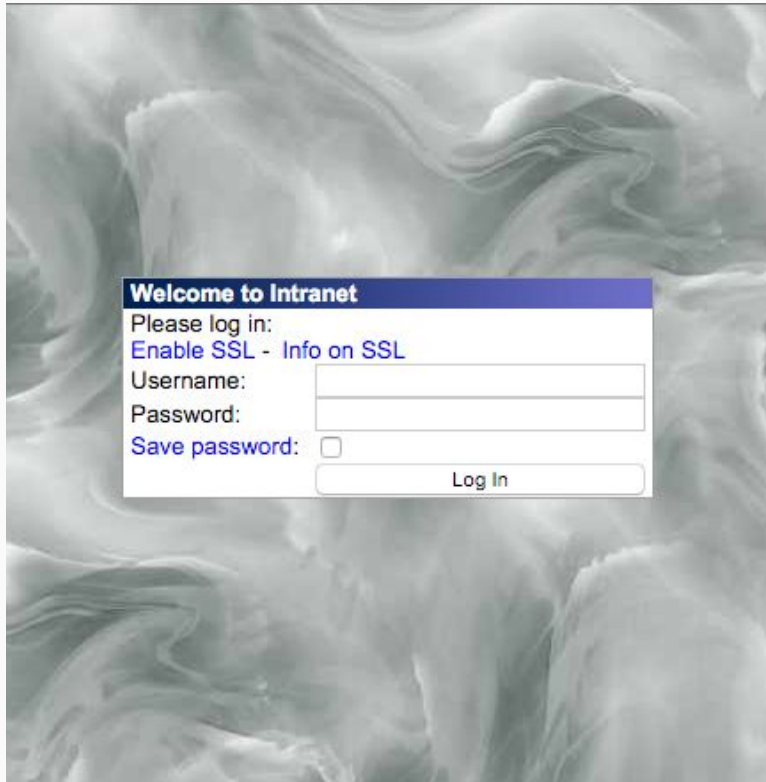 Welcome to Intranet
Please log in:
Enable SSL - Info on SSL
Username:
Password:
Save password:
Log In